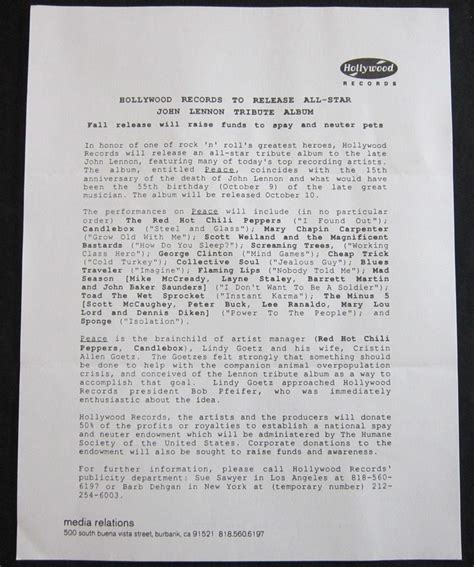 Hollywood
RECORDS
HOLLYWOOD RECORDS TO RELEASE ALL-STAR
JOHN LENNON TRIBUTE ALBUM
Fall release will raise funds to spay and neuter pets
In honor of one of rock 'n' roll's greatest heroes, Hollywood
Records will release an all-star tribute album to the late
John Lennon, featuring many of today's top recording artists.
The album, entitled Peace, coincides with the 15th
anniversary of the death of John Lennon and what would have
been the 55th birthday (October 9) of the late great
musician. The album will be released October 10.
The performances on Peace will include (in no particular
order) The Red Hot Chili Peppers ("I Found Out");
Candlebox ("Steel and Glass"); Mary Chapin Carpenter
("Grow Old With Me"); Scott Weiland and the Magnificent
Bastards ("How Do You Sleep?"); Screaming Trees, ("Working
Class Hero"); George Clinton ("Mind Games"); Cheap Trick
("Cold Turkey"); Collective Soul ("Jealous Guy"); Blues
Traveler ("Imagine"); Flaming Lips ("Nobody Told Me"); Mad
Season [Mike McCready, Layne Staley, Barrett Martin
and John Baker Saunders] ("I Don't Want To Be A Soldier");
Toad The Wet Sprocket ("Instant Karma"); The Minus 5
[Scott McCaughey, Peter Buck, Lee Ranaldo, Mary Lou
Lord and Dennis Diken] ("Power To The People"); and
Sponge ("Isolation").
Peace is the brainchild of artist manager (Red Hot Chili
Peppers, Candlebox), Lindy Goetz and his wife, Cristin
Allen Goetz. The Goetzes felt strongly that something should
be done to help with the companion animal overpopulation
crisis, and conceived of the Lennon tribute album as a way to
accomplish that goal. Lindy Goetz approached Hollywood
Records president Bob Pfeifer, who was immediately
enthusiastic about the idea.
Hollywood Records, the artists and the producers will donate
50% of the profits or royalties to establish a national spay
and neuter endowment which will be administered by The Humane
Society of the United States. Corporate donations to the
endowment will also be sought to raise funds and awareness.
For further information, please call Hollywood Records'
publicity department: Sue Sawyer in Los Angeles at 818-560-
6197 or Barb Dehgan in New York at (temporary number) 212-
254-6003.
media relations
500 south buena vista street, burbank, ca 91521 818.560.6197